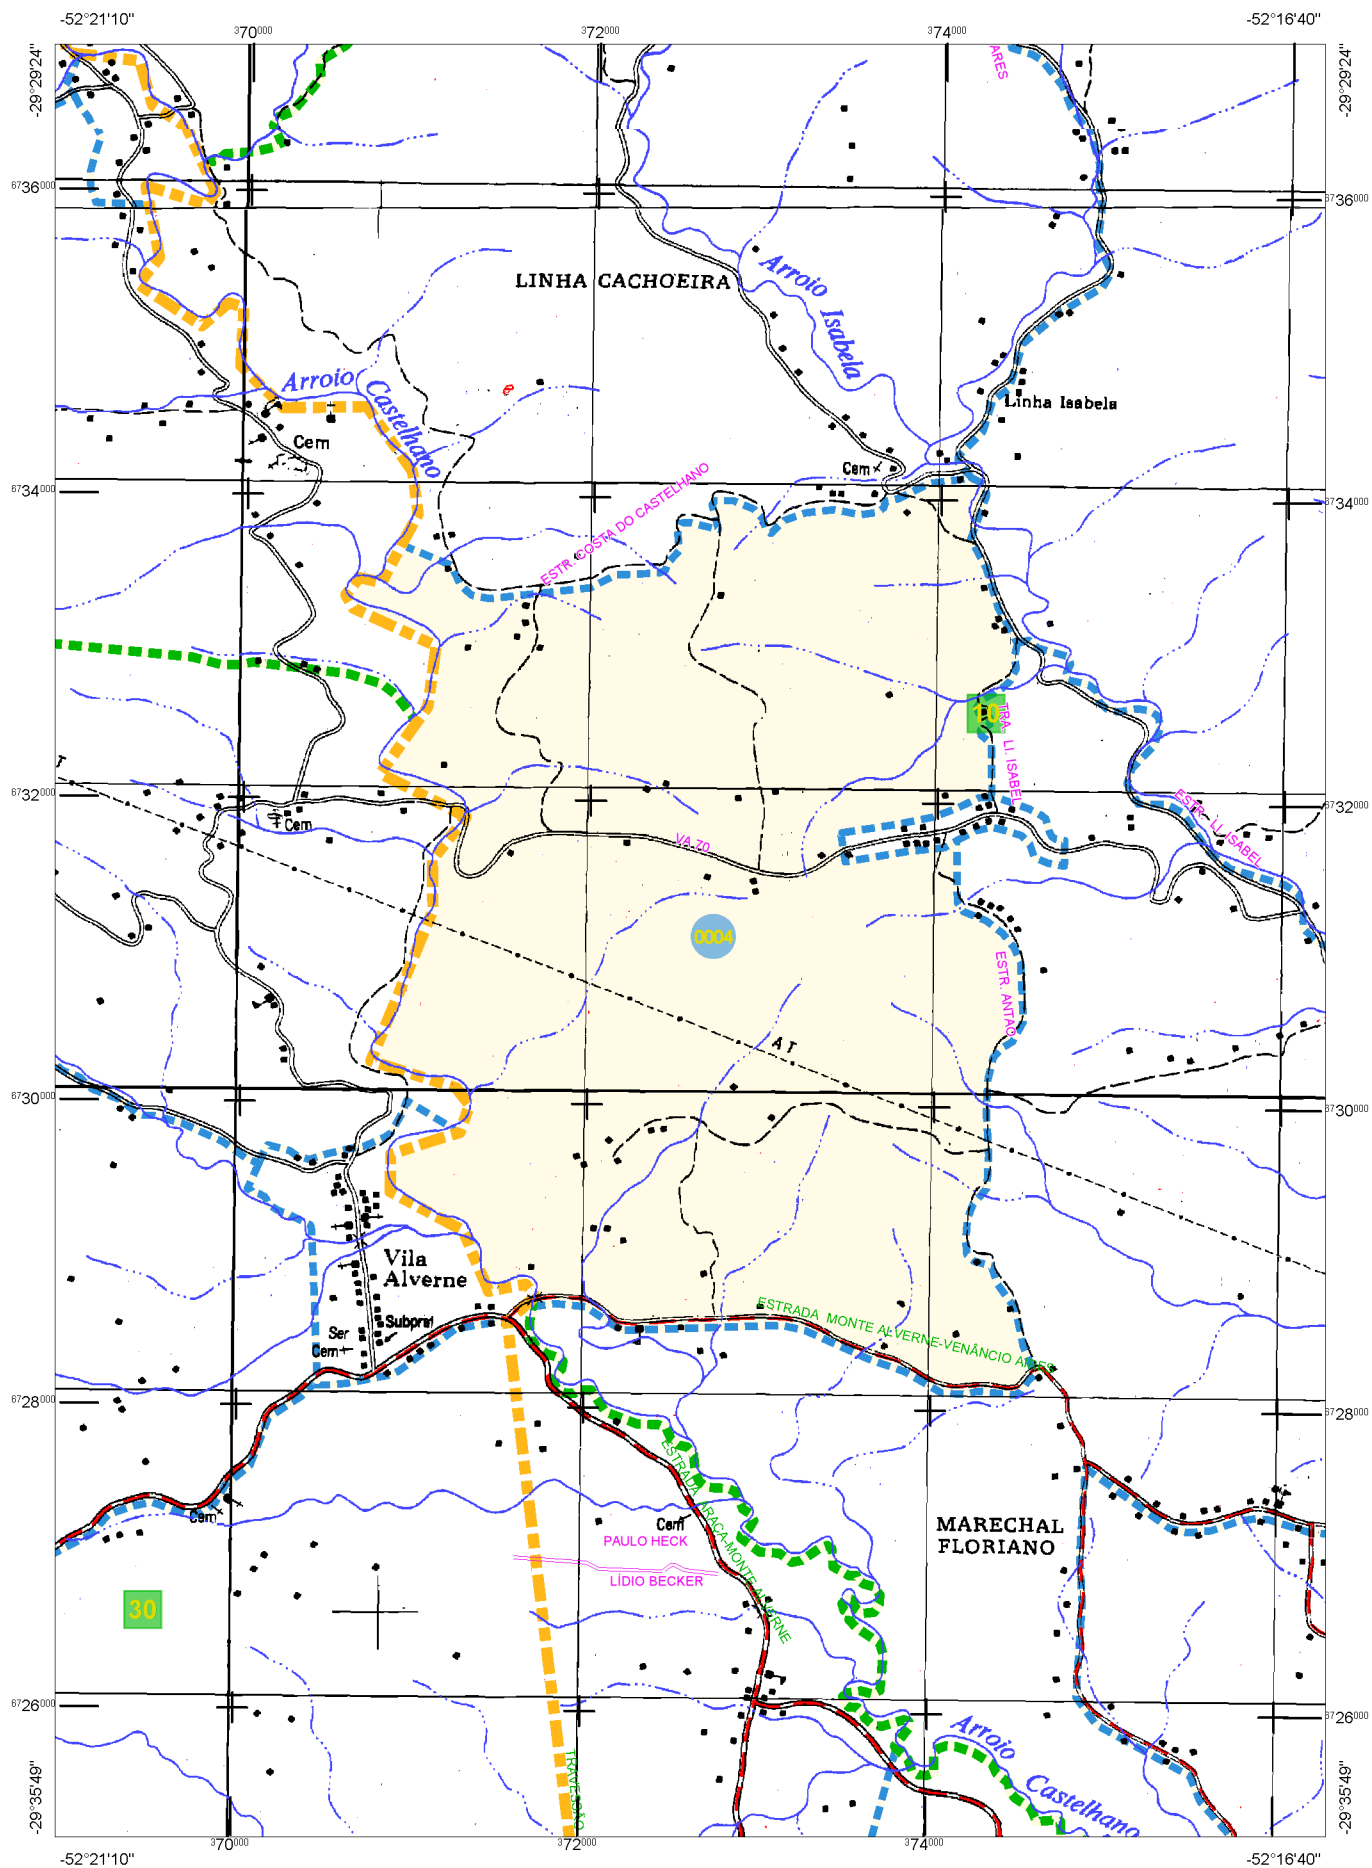 -52°21'10"
-52°16'40"
370000
372000
374000
-29°29'24"
-29°29'24"
ARES
6736000
6736000
LINHA CACHOEIRA
Arroio Isabela
Arroio Castelhano
Linha Isabela
Cem
Cem
6734000
6734000
ESTR. COSTA DO CASTELHANO
10
TRA. LI. ISABEL
T
6732000
6732000
Cem
VA 70
ESTR. LI. ISABEL
0004
ESTR. ANTÃO
A T
6730000
6730000
Vila
Alverne
Subpref
Ser
Cem
ESTRADA MONTE ALVERNE-VENÂNCIO AIRES
6728000
6728000
ESTRADA ARAÇA-MONTE ALVERNE
Cem
Cem
PAULO HECK
LÍDIO BECKER
MARECHAL
FLORIANO
30
6726000
6726000
Arroio
Castelhano
TRAVESSÃO
-29°35'49"
-29°35'49"
370000
372000
374000
-52°21'10"
-52°16'40"